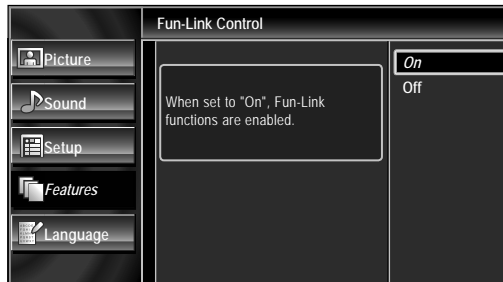 Fun-Link Control
Picture
Sound
Setup
Features
Language
When set to "On", Fun-Link
functions are enabled.
On
Off